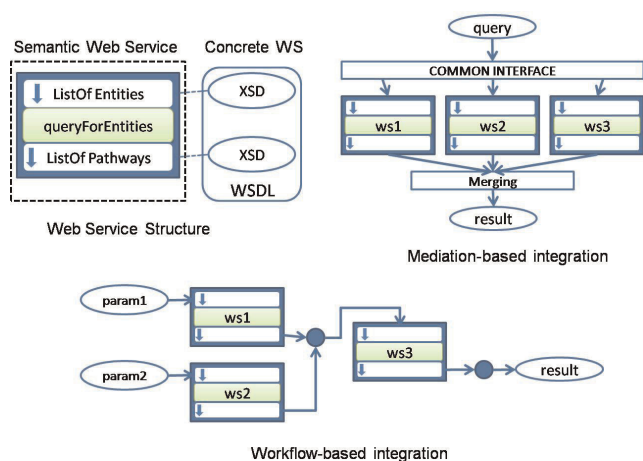 Semantic Web Service
Concrete WS
ListOf Entities
XSD
queryForEntities
ListOf Pathways
XSD
WSDL
Web Service Structure
query
COMMON INTERFACE
ws1
ws2
ws3
Merging
result
Mediation-based integration
param1
ws1
ws3
param2
ws2
result
Workflow-based integration